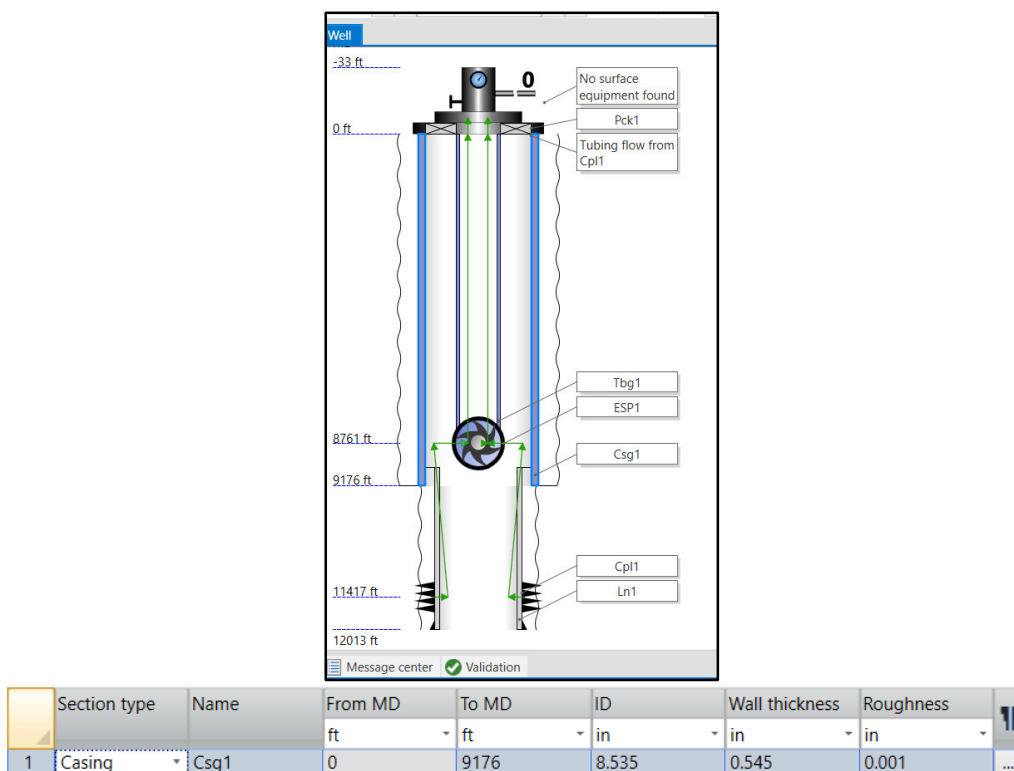 Well
-33 ft
0
No surface
equipment found
Pck1
0 ft
Tubing flow from
Cpl1
Tbg1
ESP1
8761 ft
Csg1
9176 ft
Cpl1
11417 ft
Ln1
12013 ft
Message center Validation
Section type Name From MD To MD ID Wall thickness Roughness
ft ft in in in
1 Casing Csg1 0 9176 8.535 0.545 0.001 ...